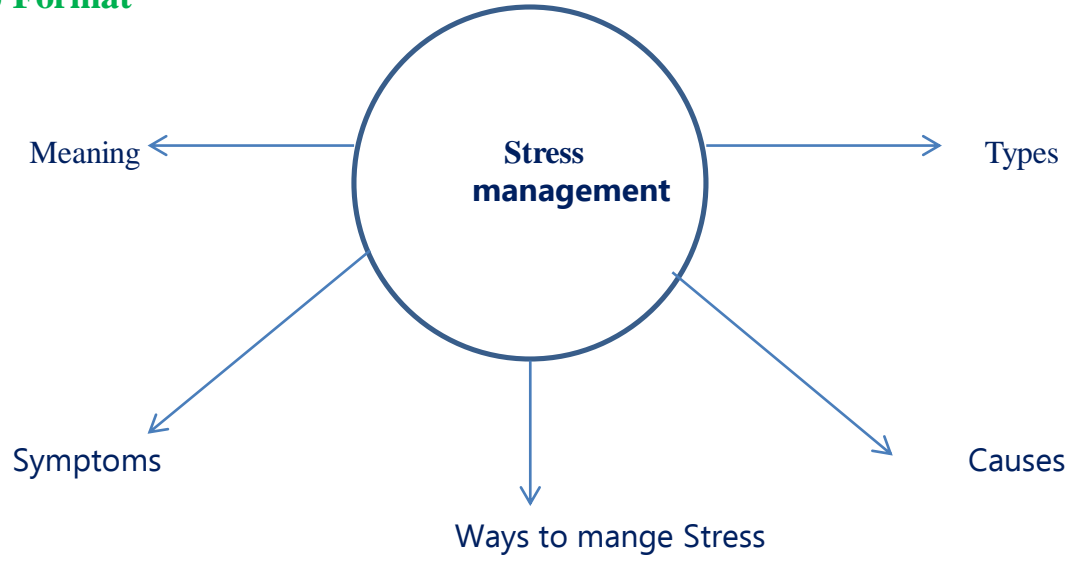 Format
Stress
management
Meaning
Types
Symptoms
Causes
Ways to mange Stress